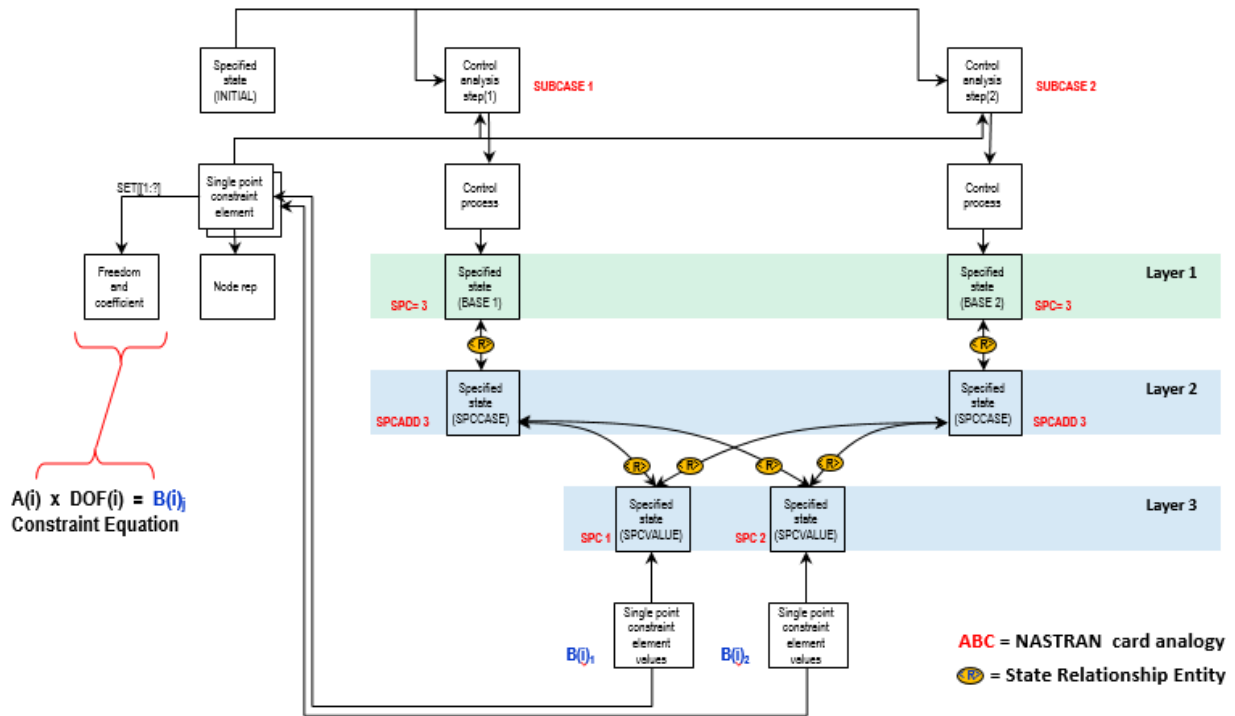 Specified
state
(INITIAL)
Control
analysis
step(1)
SUBCASE 1
Control
analysis
step(2)
SUBCASE 2
SET[[1:?]
Single point
constraint
element
Control
process
Control
process
Freedom
and
coefficient
Node rep
Specified
state
(BASE 1)
SPC= 3
Specified
state
(BASE 2)
SPC= 3
Layer 1
<R>
<R>
Specified
state
(SPCCASE)
SPCADD 3
Specified
state
(SPCCASE)
SPCADD 3
Layer 2
<R>
<R>
<R>
<R>
A(i) x DOF(i) = B(i)j
Constraint Equation
Specified
state
(SPCVALUE)
SPC 1
Specified
state
(SPCVALUE)
SPC 2
Layer 3
Single point
constraint
element
values
B(i)1
Single point
constraint
element
values
B(i)2
ABC = NASTRAN card analogy
<R> = State Relationship Entity